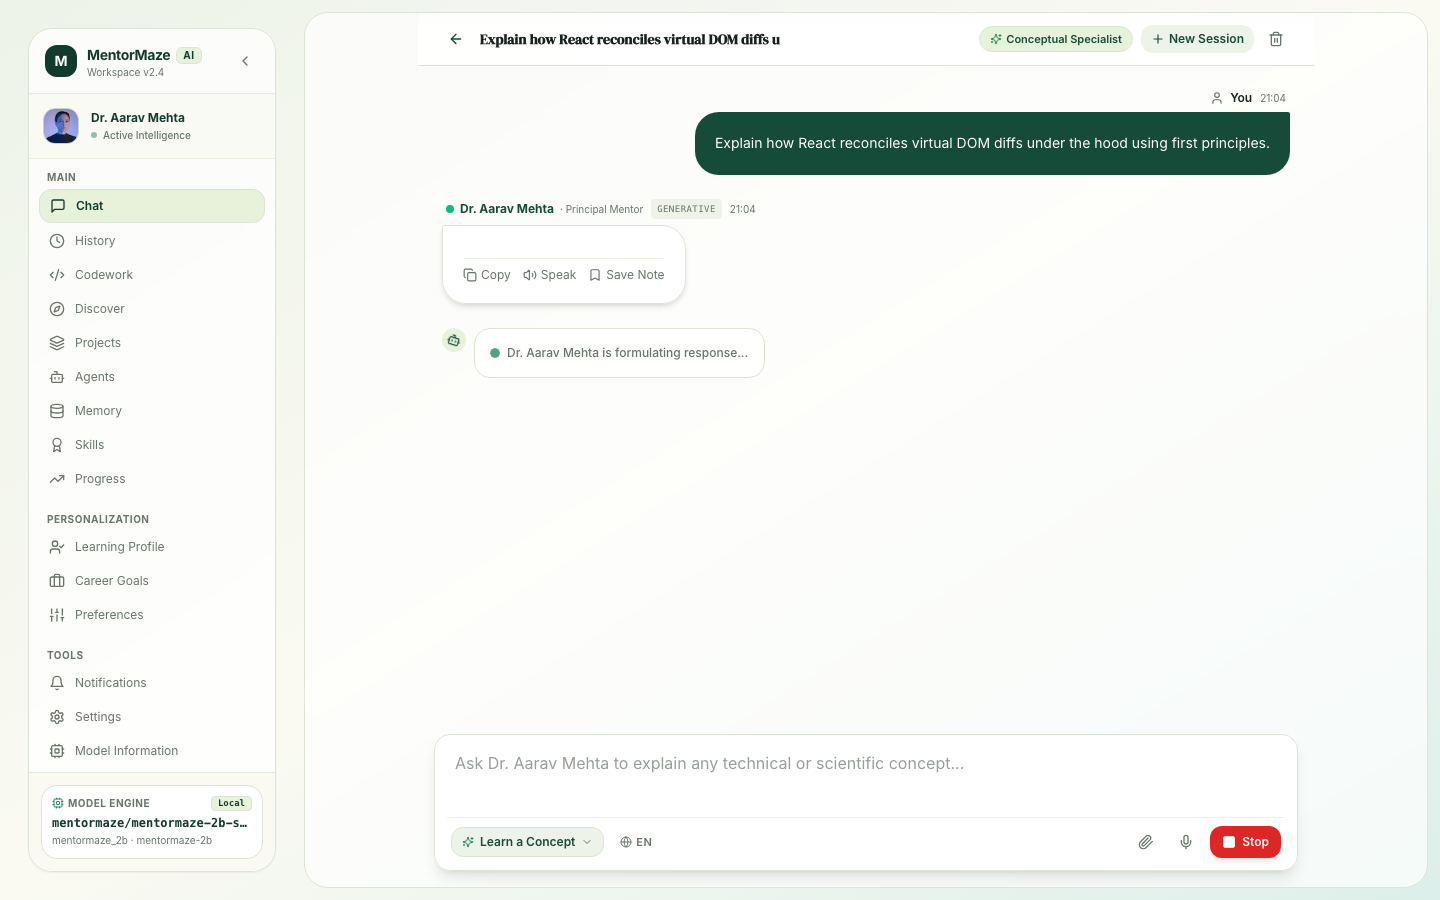 M
MentorMaze AI
Workspace v2.4
Dr. Aarav Mehta
Active Intelligence
MAIN
Chat
History
Codework
Discover
Projects
Agents
Memory
Skills
Progress
PERSONALIZATION
Learning Profile
Career Goals
Preferences
TOOLS
Notifications
Settings
Model Information
MODEL ENGINE Local
mentormaze/mentormaze-2b-s…
mentormaze_2b · mentormaze-2b
Explain how React reconciles virtual DOM diffs u
Conceptual Specialist
New Session
You 21:04
Explain how React reconciles virtual DOM diffs under the hood using first principles.
Dr. Aarav Mehta · Principal Mentor GENERATIVE 21:04
Copy Speak Save Note
Dr. Aarav Mehta is formulating response...
Ask Dr. Aarav Mehta to explain any technical or scientific concept...
Learn a Concept EN Stop